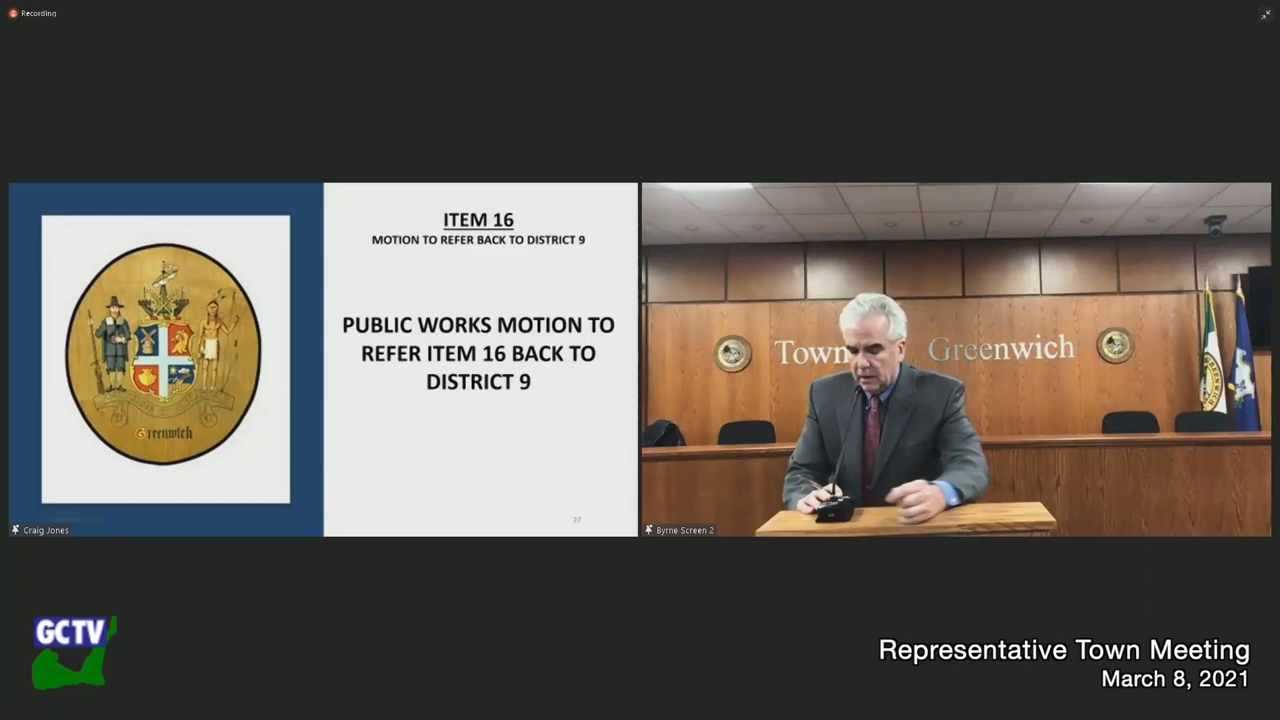 Recording
ITEM 16
MOTION TO REFER BACK TO DISTRICT 9
PUBLIC WORKS MOTION TO
REFER ITEM 16 BACK TO
DISTRICT 9
Greenwich
27
Craig Jones
Town
Greenwich
Byrne Screen 2
GCTV
Representative Town Meeting
March 8, 2021